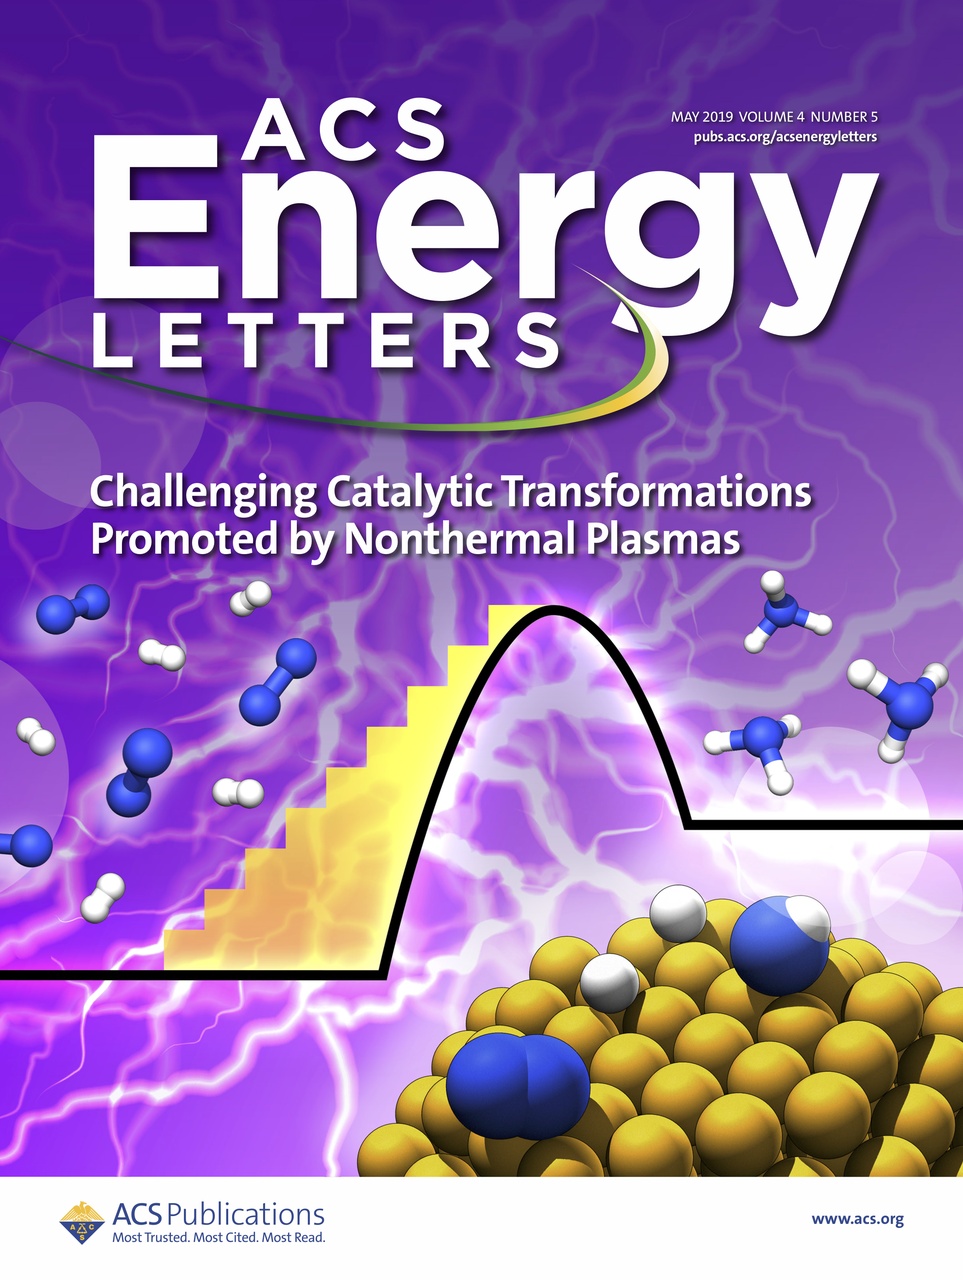 MAY 2019 VOLUME 4 NUMBER 5
pubs.acs.org/acsenergyletters
ACS
Energy
LETTERS
Challenging Catalytic Transformations
Promoted by Nonthermal Plasmas
A C S
ACS Publications
Most Trusted. Most Cited. Most Read.
www.acs.org